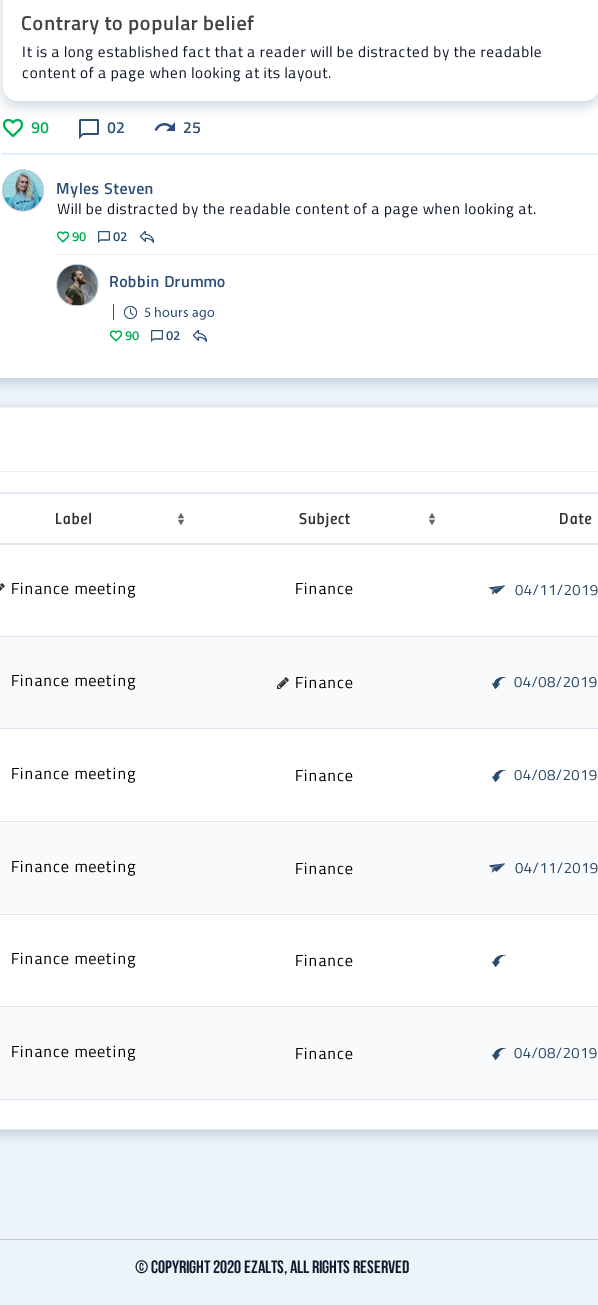 Contrary to popular belief
It is a long established fact that a reader will be distracted by the readable
content of a page when looking at its layout.
90 02 25
Myles Steven
Will be distracted by the readable content of a page when looking at.
90 02
Robbin Drummo
5 hours ago
90 02
Label Subject Date
Finance meeting Finance 04/11/2019
Finance meeting Finance 04/08/2019
Finance meeting Finance 04/08/2019
Finance meeting Finance 04/11/2019
Finance meeting Finance
Finance meeting Finance 04/08/2019
© COPYRIGHT 2020 EZALTS, ALL RIGHTS RESERVED